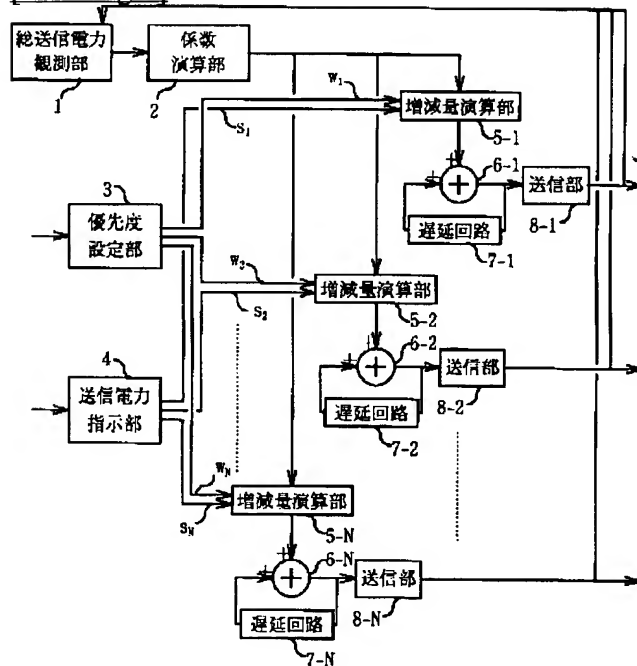 総送信電力
観測部
1
係数
演算部
2
W1
増減量演算部
S1
5-1
+
+
6-1
送信部
8-1
3
優先度
設定部
遅延回路
7-1
W2
増減量演算部
S2
5-2
4
+
6-2
送信電力
指示部
送信部
8-2
遅延回路
7-2
WN
増減量演算部
SN
5-N
+
+
6-N
送信部
8-N
遅延回路
7-N